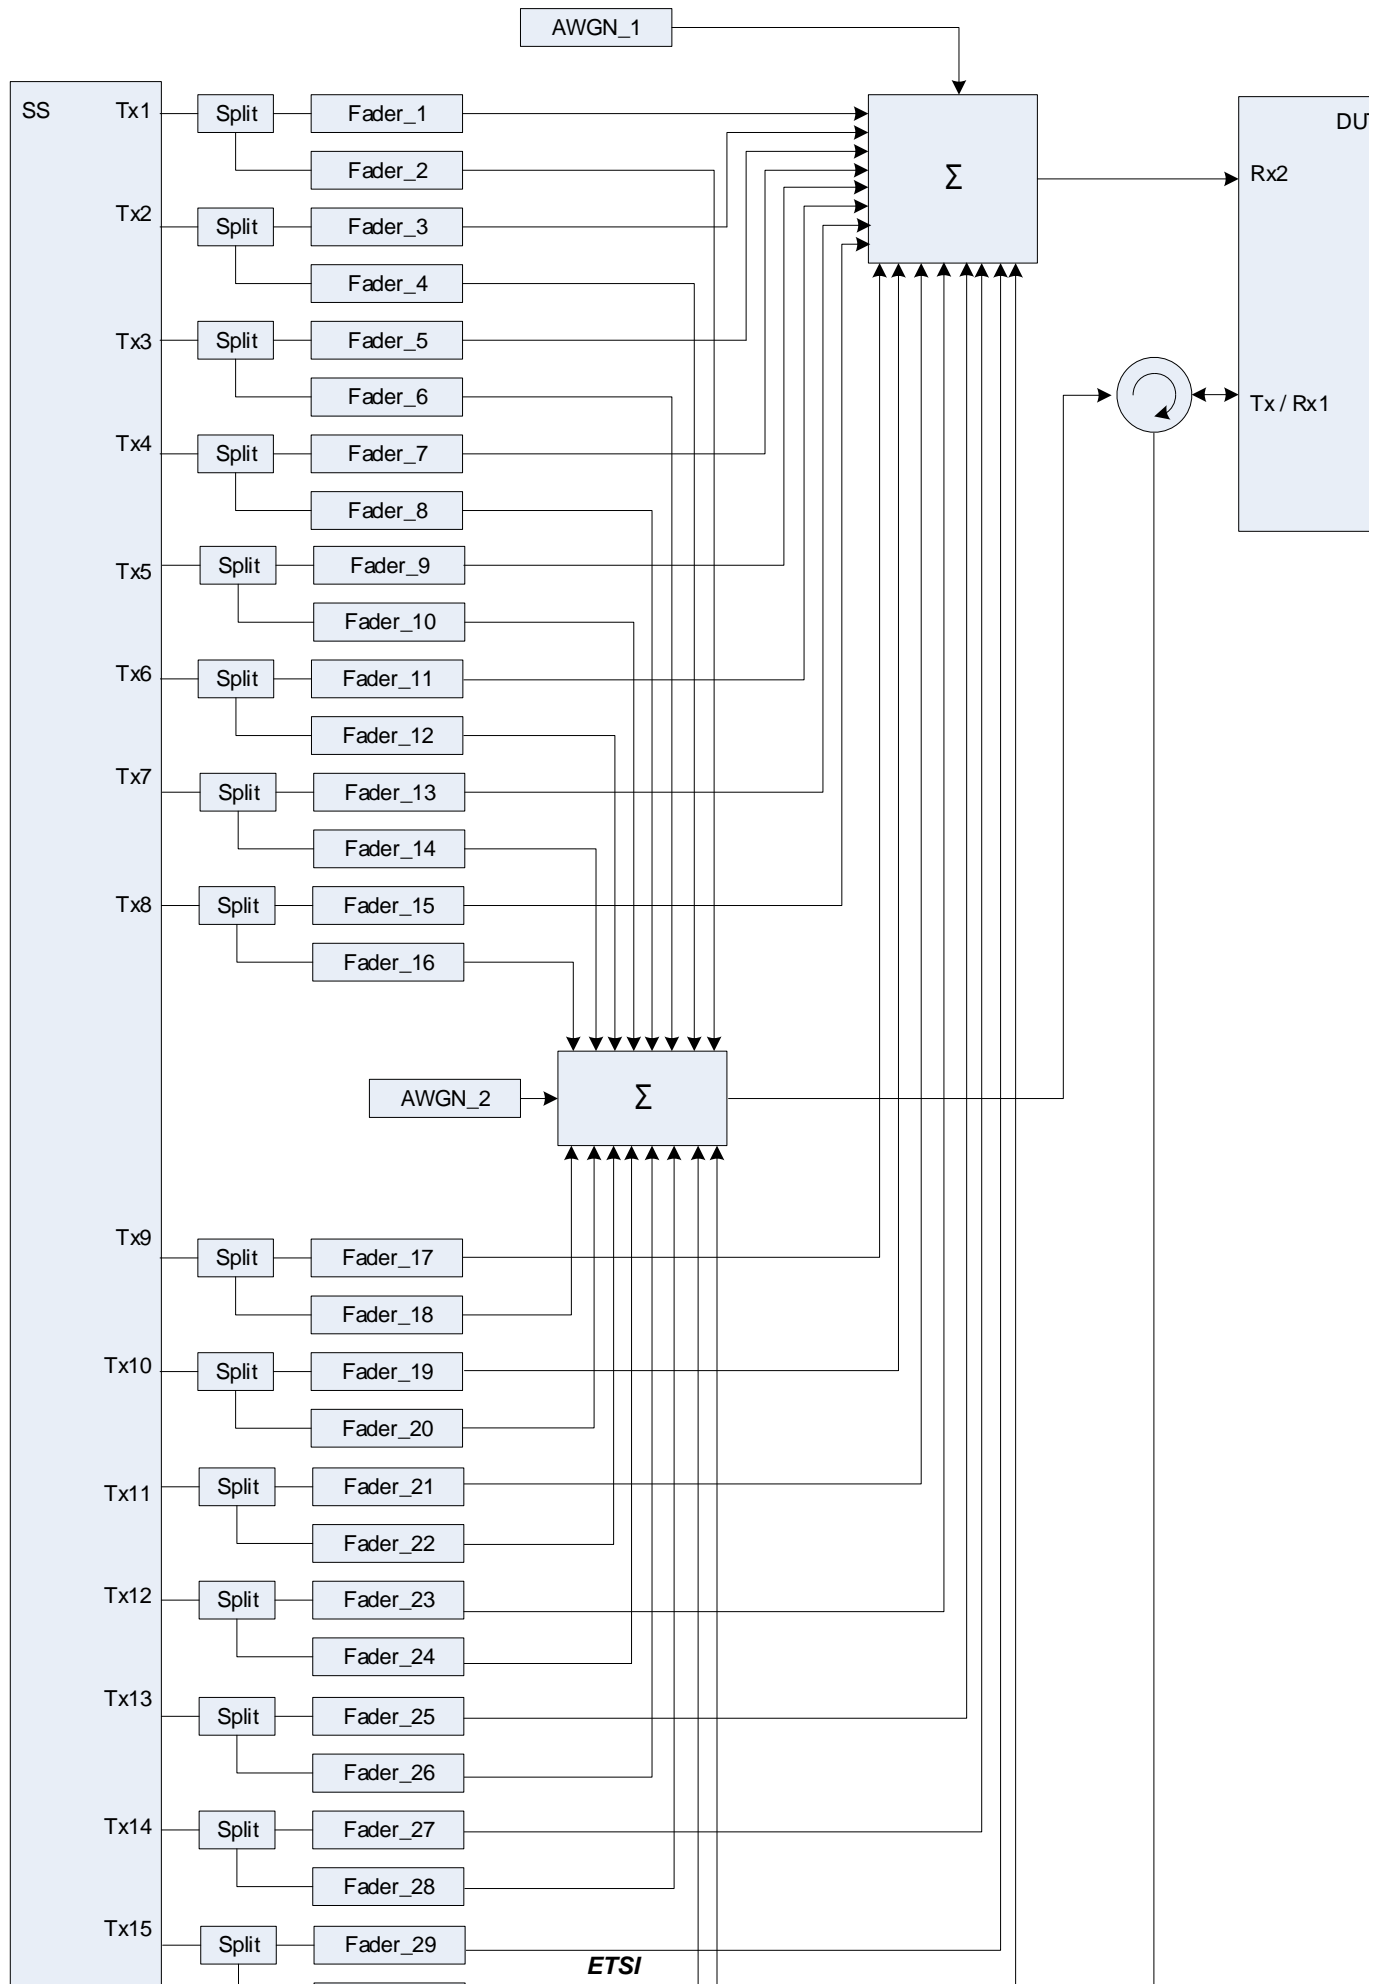 AWGN_1
SS
Tx1
Split
Fader_1
DU
Fader_2
Σ
Rx2
Tx2
Split
Fader_3
Fader_4
Tx3
Split
Fader_5
Fader_6
Tx / Rx1
Tx4
Split
Fader_7
Fader_8
Tx5
Split
Fader_9
Fader_10
Tx6
Split
Fader_11
Fader_12
Tx7
Split
Fader_13
Fader_14
Tx8
Split
Fader_15
Fader_16
AWGN_2
Σ
Tx9
Split
Fader_17
Fader_18
Tx10
Split
Fader_19
Fader_20
Tx11
Split
Fader_21
Fader_22
Tx12
Split
Fader_23
Fader_24
Tx13
Split
Fader_25
Fader_26
Tx14
Split
Fader_27
Fader_28
Tx15
Split
Fader_29
ETSI